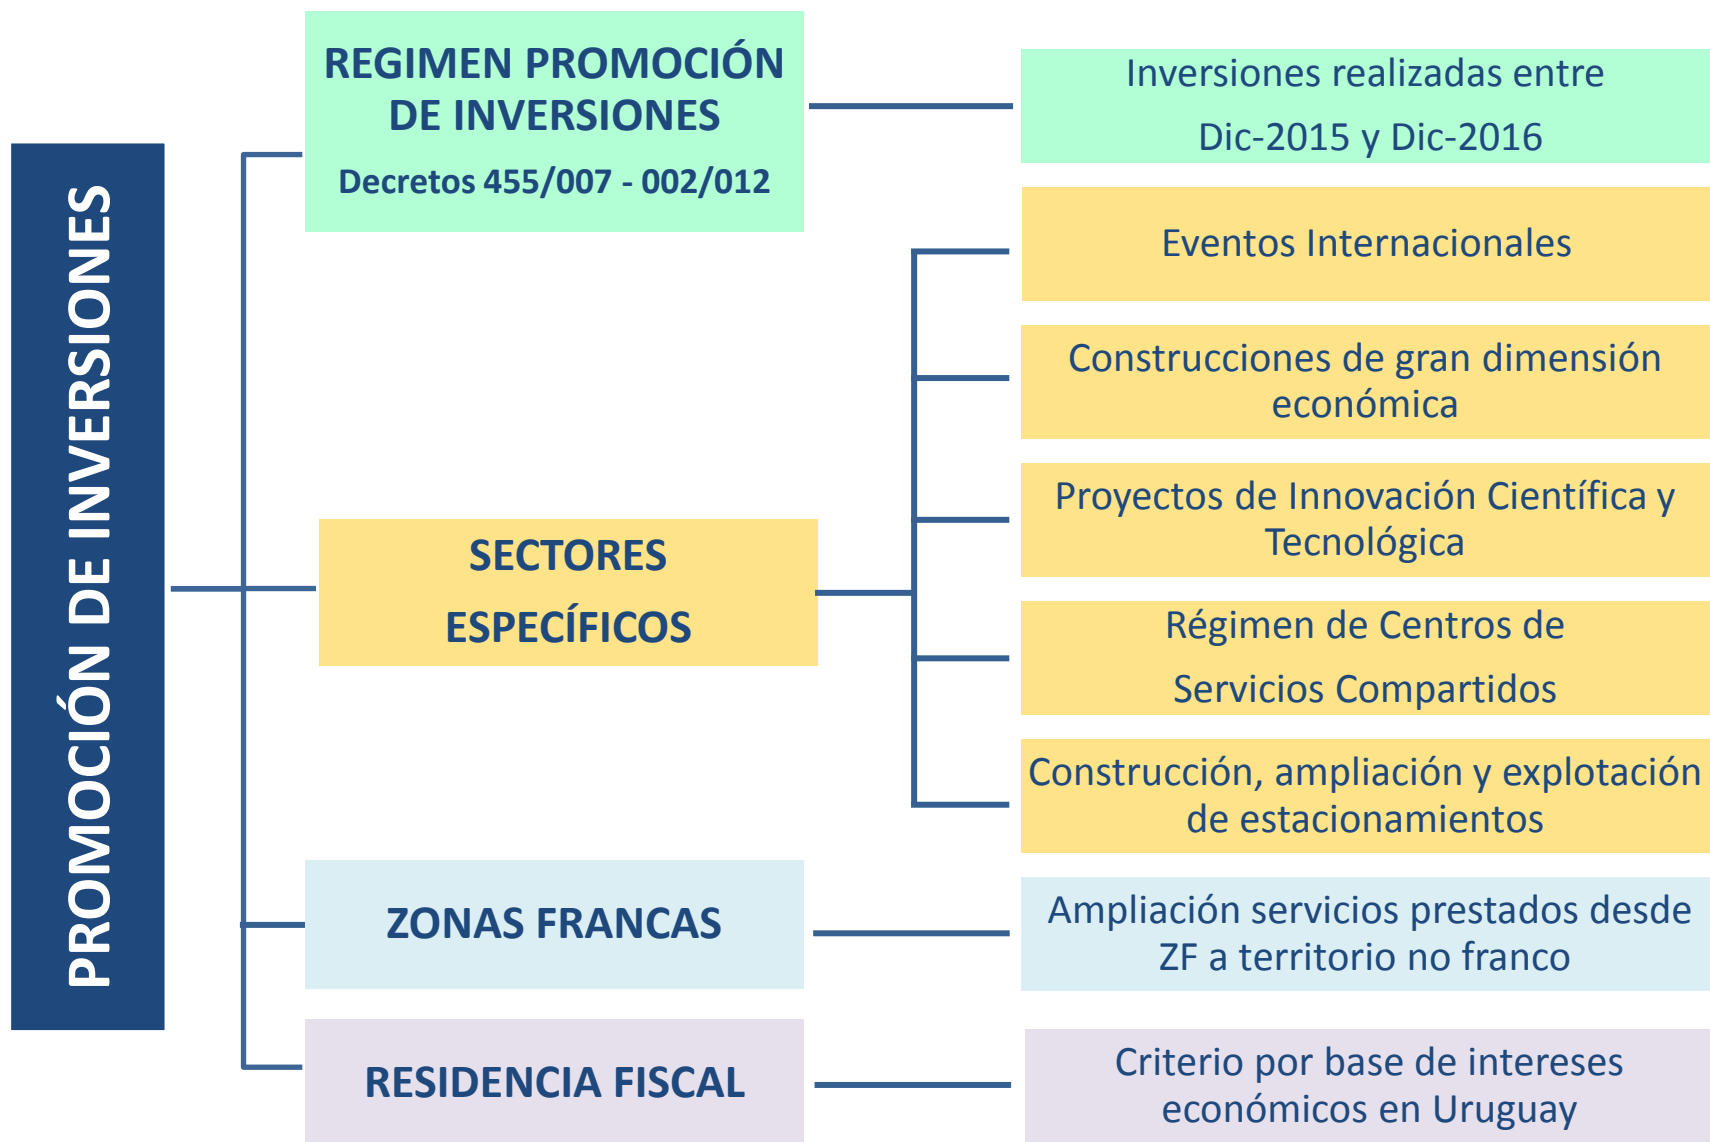 PROMOCIÓN DE INVERSIONES
REGIMEN PROMOCIÓN
DE INVERSIONES
Decretos 455/007 - 002/012
Inversiones realizadas entre
Dic-2015 y Dic-2016
SECTORES
ESPECÍFICOS
Eventos Internacionales
Construcciones de gran dimensión
económica
Proyectos de Innovación Científica y
Tecnológica
Régimen de Centros de
Servicios Compartidos
Construcción, ampliación y explotación
de estacionamientos
ZONAS FRANCAS
Ampliación servicios prestados desde
ZF a territorio no franco
RESIDENCIA FISCAL
Criterio por base de intereses
económicos en Uruguay